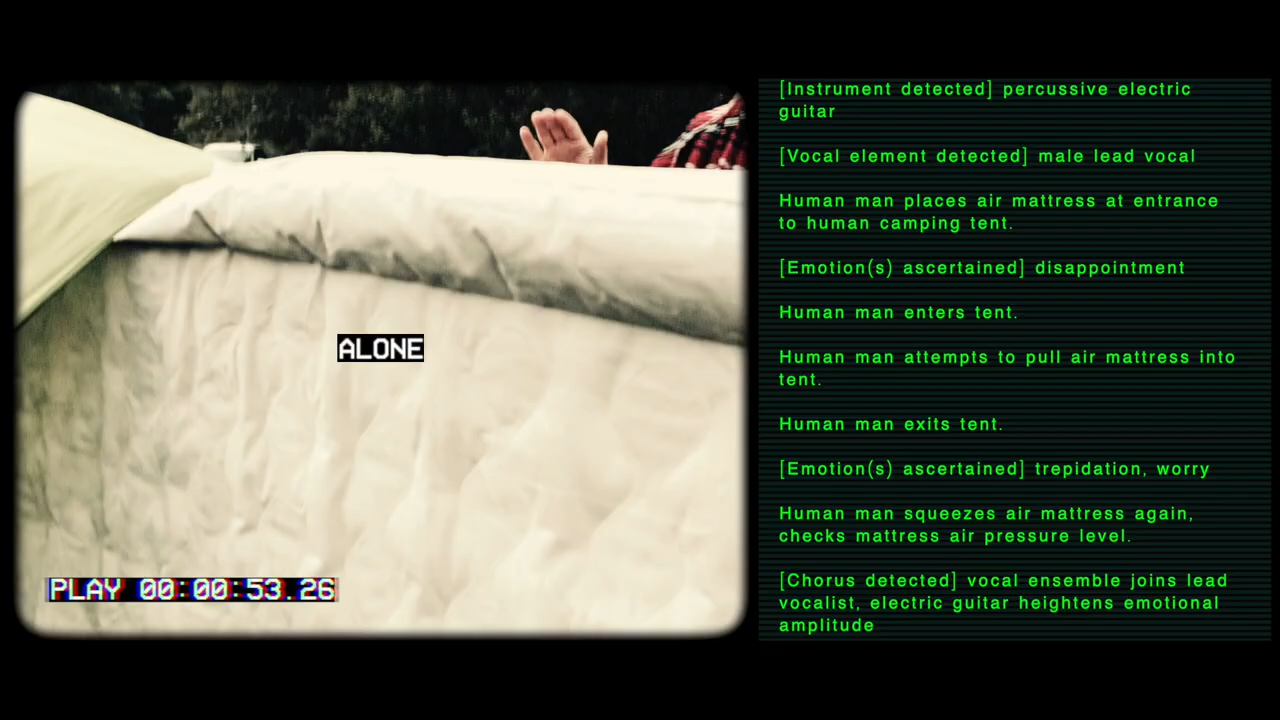 ALONE
PLAY 00:00:53.26
[Instrument detected] percussive electric
guitar
[Vocal element detected] male lead vocal
Human man places air mattress at entrance
to human camping tent.
[Emotion(s) ascertained] disappointment
Human man enters tent.
Human man attempts to pull air mattress into
tent.
Human man exits tent.
[Emotion(s) ascertained] trepidation, worry
Human man squeezes air mattress again,
checks mattress air pressure level.
[Chorus detected] vocal ensemble joins lead
vocalist, electric guitar heightens emotional
amplitude